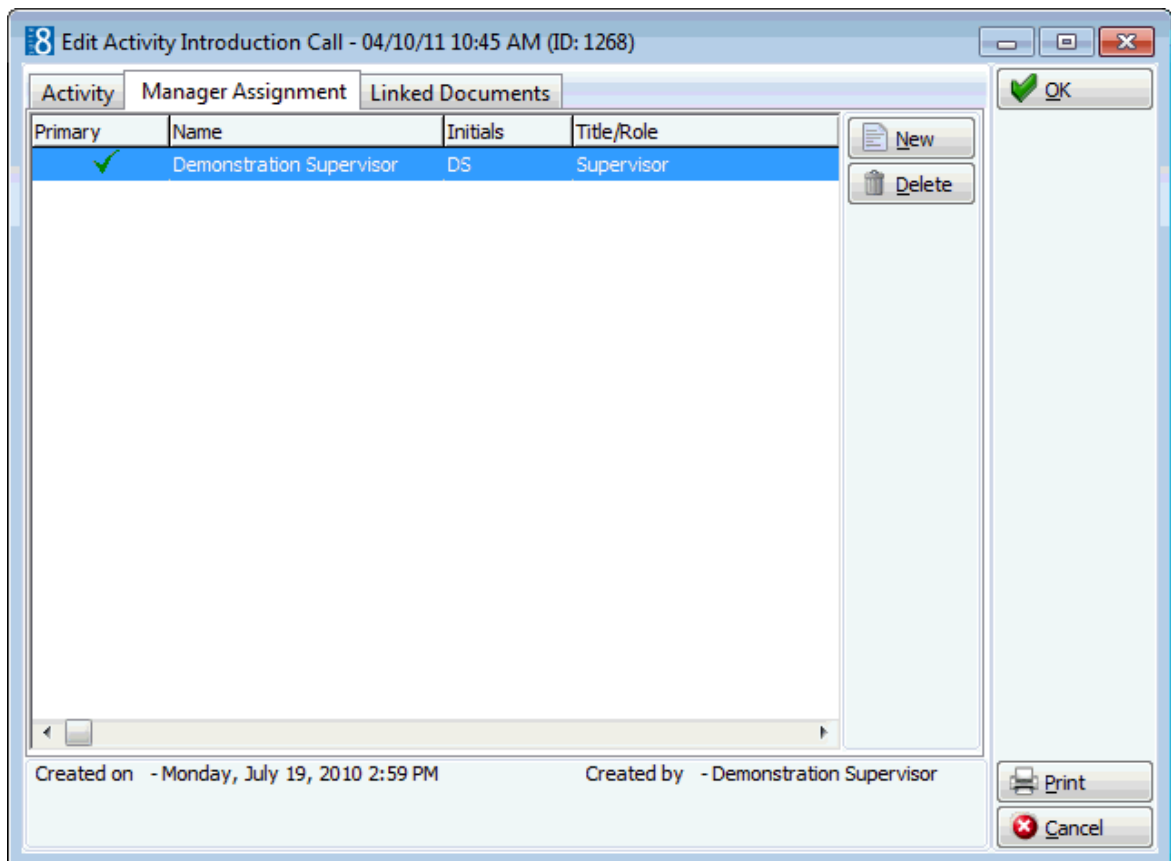 8 Edit Activity Introduction Call - 04/10/11 10:45 AM (ID: 1268)
Activity Manager Assignment Linked Documents OK
Primary Name Initials Title/Role New
Demonstration Supervisor DS Supervisor
Delete
Created on - Monday, July 19, 2010 2:59 PM Created by - Demonstration Supervisor
Print
Cancel